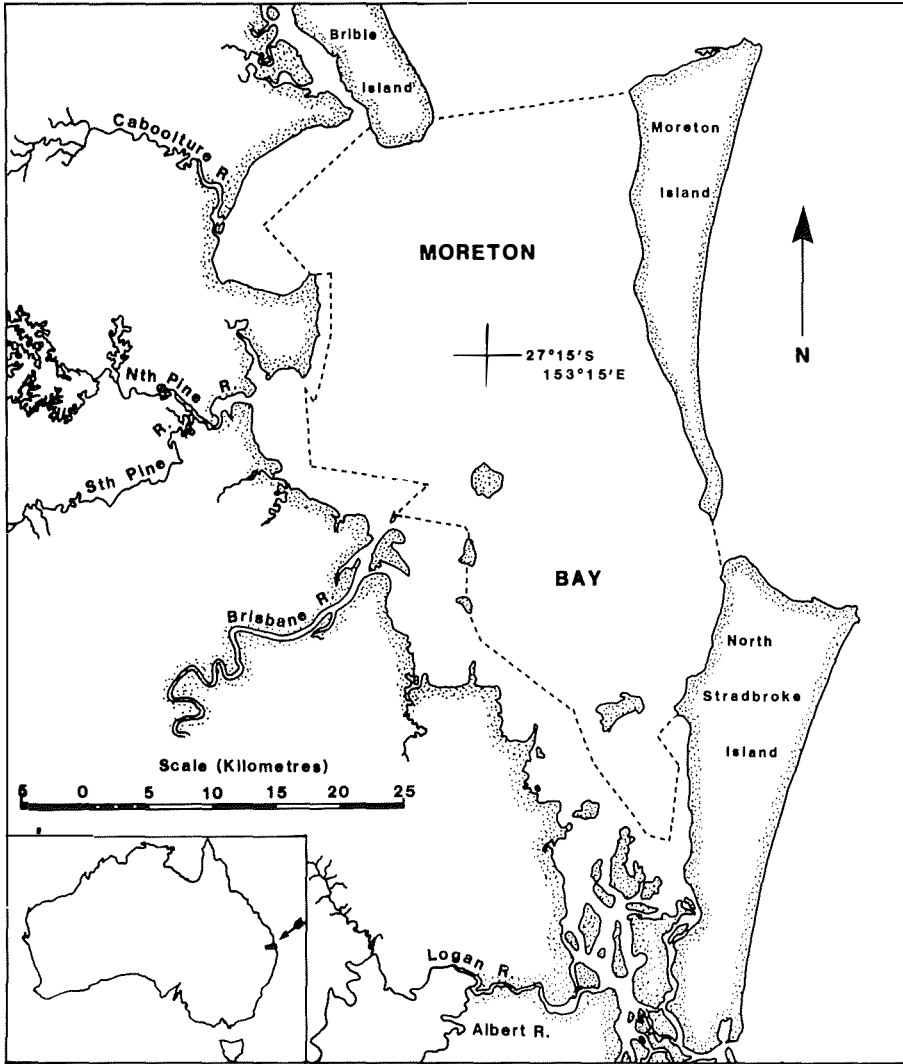 Bribie
Island
Caboolture R.
Moreton
Island
MORETON
N
27°15'S
153°15'E
Nth Pine R.
Sth Pine R.
BAY
Brisbane R.
North
Stradbroke
Island
Scale (Kilometres)
5 0 5 10 15 20 25
Logan R.
Albert R.